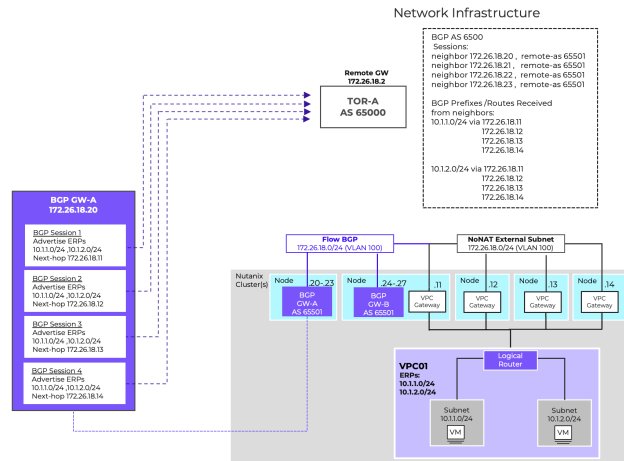 Network Infrastructure
BGP AS 6500
Sessions:
neighbor 172.26.18.20 , remote-as 65501
neighbor 172.26.18.21 , remote-as 65501
neighbor 172.26.18.22 , remote-as 65501
neighbor 172.26.18.23 , remote-as 65501
BGP Prefixes /Routes Received
from neighbors:
10.1.1.0/24 via 172.26.18.11
172.26.18.12
172.26.18.13
172.26.18.14
10.1.2.0/24 via 172.26.18.11
172.26.18.12
172.26.18.13
172.26.18.14
Remote GW
172.26.18.2
TOR-A
AS 65000
BGP GW-A
172.26.18.20
BGP Session 1
Advertise ERPs
10.1.1.0/24 ,10.1.2.0/24
Next-hop 172.26.18.11
BGP Session 2
Advertise ERPs
10.1.1.0/24 ,10.1.2.0/24
Next-hop 172.26.18.12
BGP Session 3
Advertise ERPs
10.1.1.0/24 ,10.1.2.0/24
Next-hop 172.26.18.13
BGP Session 4
Advertise ERPs
10.1.1.0/24 ,10.1.2.0/24
Next-hop 172.26.18.14
Flow BGP
172.26.18.0/24 (VLAN 100)
NoNAT External Subnet
172.26.18.0/24 (VLAN 100)
Nutanix
Cluster(s)
Node .20-.23
BGP
GW-A
AS 65501
Node .24-.27
BGP
GW-B
AS 65501
.11
VPC
Gateway
Node .12
VPC
Gateway
Node .13
VPC
Gateway
Node .14
VPC
Gateway
VPC01
ERPs:
10.1.1.0/24
10.1.2.0/24
Logical
Router
Subnet
10.1.1.0/24
VM
Subnet
10.1.2.0/24
VM